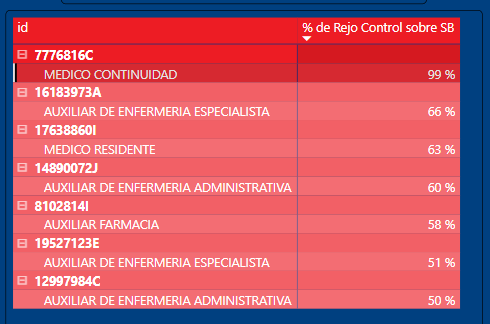 id % de Rejo Control sobre SB
7776816C
MEDICO CONTINUIDAD 99 %
16183973A
AUXILIAR DE ENFERMERIA ESPECIALISTA 66 %
17638860I
MEDICO RESIDENTE 63 %
14890072J
AUXILIAR DE ENFERMERIA ADMINISTRATIVA 60 %
8102814I
AUXILIAR FARMACIA 58 %
19527123E
AUXILIAR DE ENFERMERIA ESPECIALISTA 51 %
12997984C
AUXILIAR DE ENFERMERIA ADMINISTRATIVA 50 %